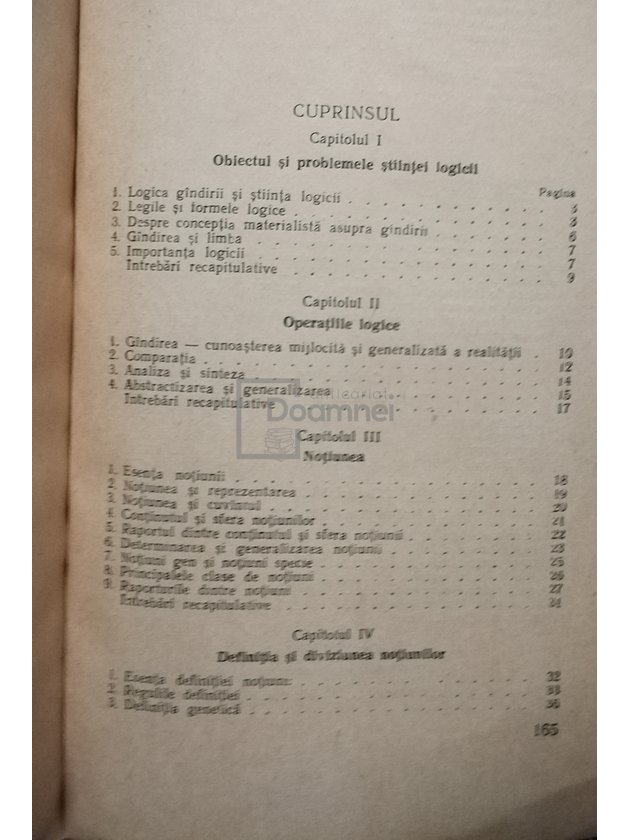 CUPRINSUL
Capitolul I
Obiectul și problemele științei logicii
Pagina
1. Logica gîndirii și știința logicii . . . . . . . . . . . 3
2. Legile și formele logice . . . . . . . . . . . 3
3. Despre concepția materialistă asupra gîndirii . . . . . . . 6
4. Gîndirea și limba . . . . . . . . . . . 7
5. Importanța logicii . . . . . . . . . . . 7
Intrebări recapitulative . . . . . . . . . . . 9
Capitolul II
Operațiile logice
1. Gîndirea — cunoașterea mijlocită și generalizată a realității . 10
2. Comparația . . . . . . . . . . . 12
3. Analiza și sinteza . . . . . . . . . . . 14
4. Abstractizarea și generalizarea . . . . . . . . . . . 15
Intrebări recapitulative . . . . . . . . . . . 17
Doamnei
Capitolul III
Noțiunea
1. Esența noțiunii . . . . . . . . . . . 18
2. Noțiunea și reprezentarea . . . . . . . . . . . 19
3. Noțiunea și cuvîntul . . . . . . . . . . . 20
4. Conținutul și sfera noțiunilor . . . . . . . . . . . 21
5. Raportul dintre conținutul și sfera noțiunii . . . . . . . 22
6. Determinarea și generalizarea noțiunii . . . . . . . 23
7. Noțiuni gen și noțiuni specie . . . . . . . . . . . 25
8. Principalele clase de noțiuni . . . . . . . . . . . 26
9. Raporturile dintre noțiuni . . . . . . . . . . . 27
Intrebări recapitulative . . . . . . . . . . .
Capitolul IV
Definiția și diviziunea noțiunilor
1. Esența definiției noțiunii . . . . . . . . . . . 32
2. Regulile definiției . . . . . . . . . . . 33
3. Definiția genetică . . . . . . . . . . .
165